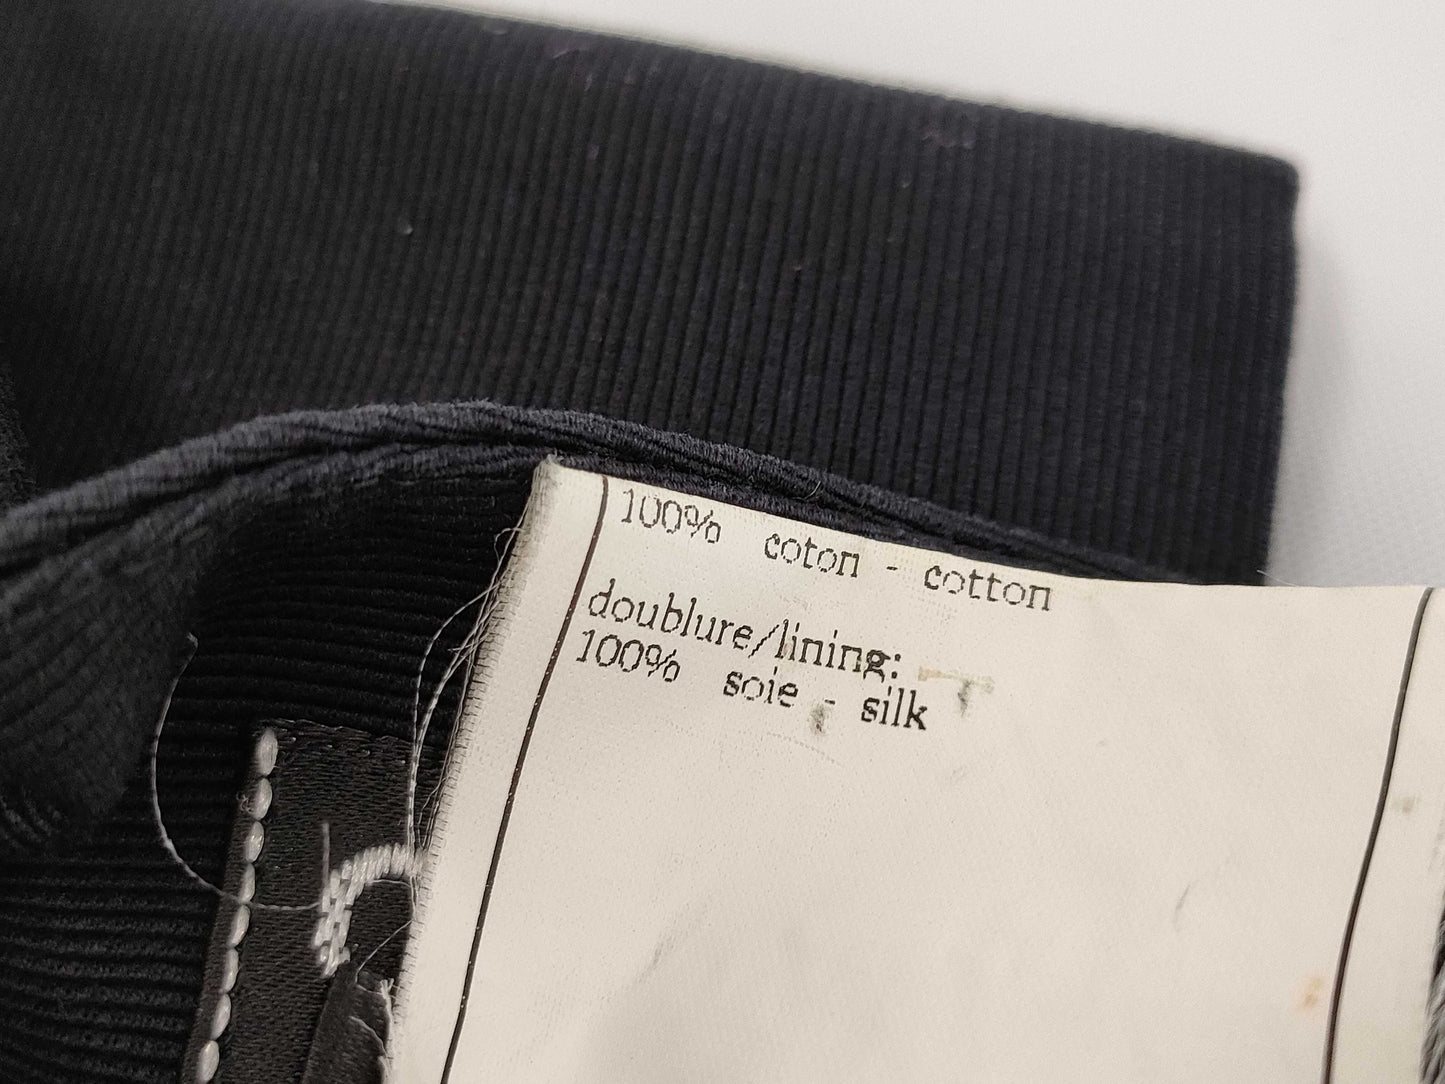 100% coton - cotton
doublure/lining:
100% soie - silk